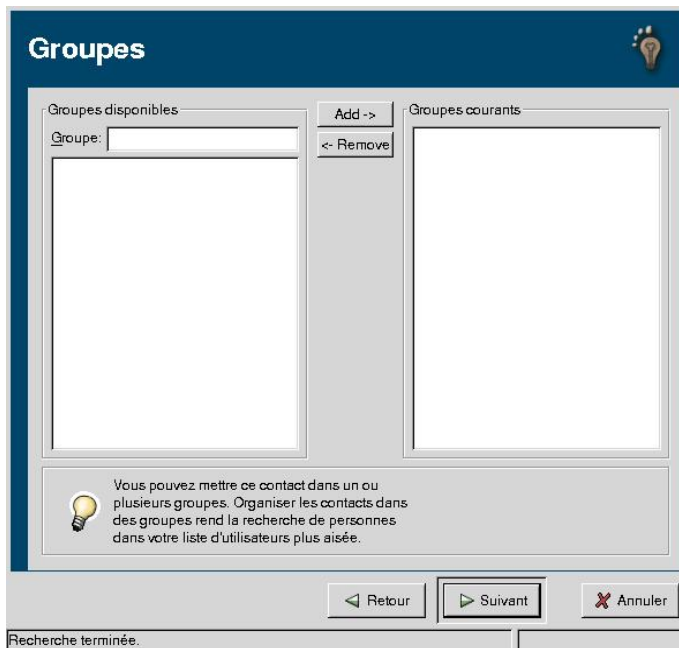 Groupes
Groupes disponibles
Groupe:
Add ->
<- Remove
Groupes courants
Vous pouvez mettre ce contact dans un ou
plusieurs groupes. Organiser les contacts dans
des groupes rend la recherche de personnes
dans votre liste d'utilisateurs plus aisée.
Retour
Suivant
Annuler
Recherche terminée.